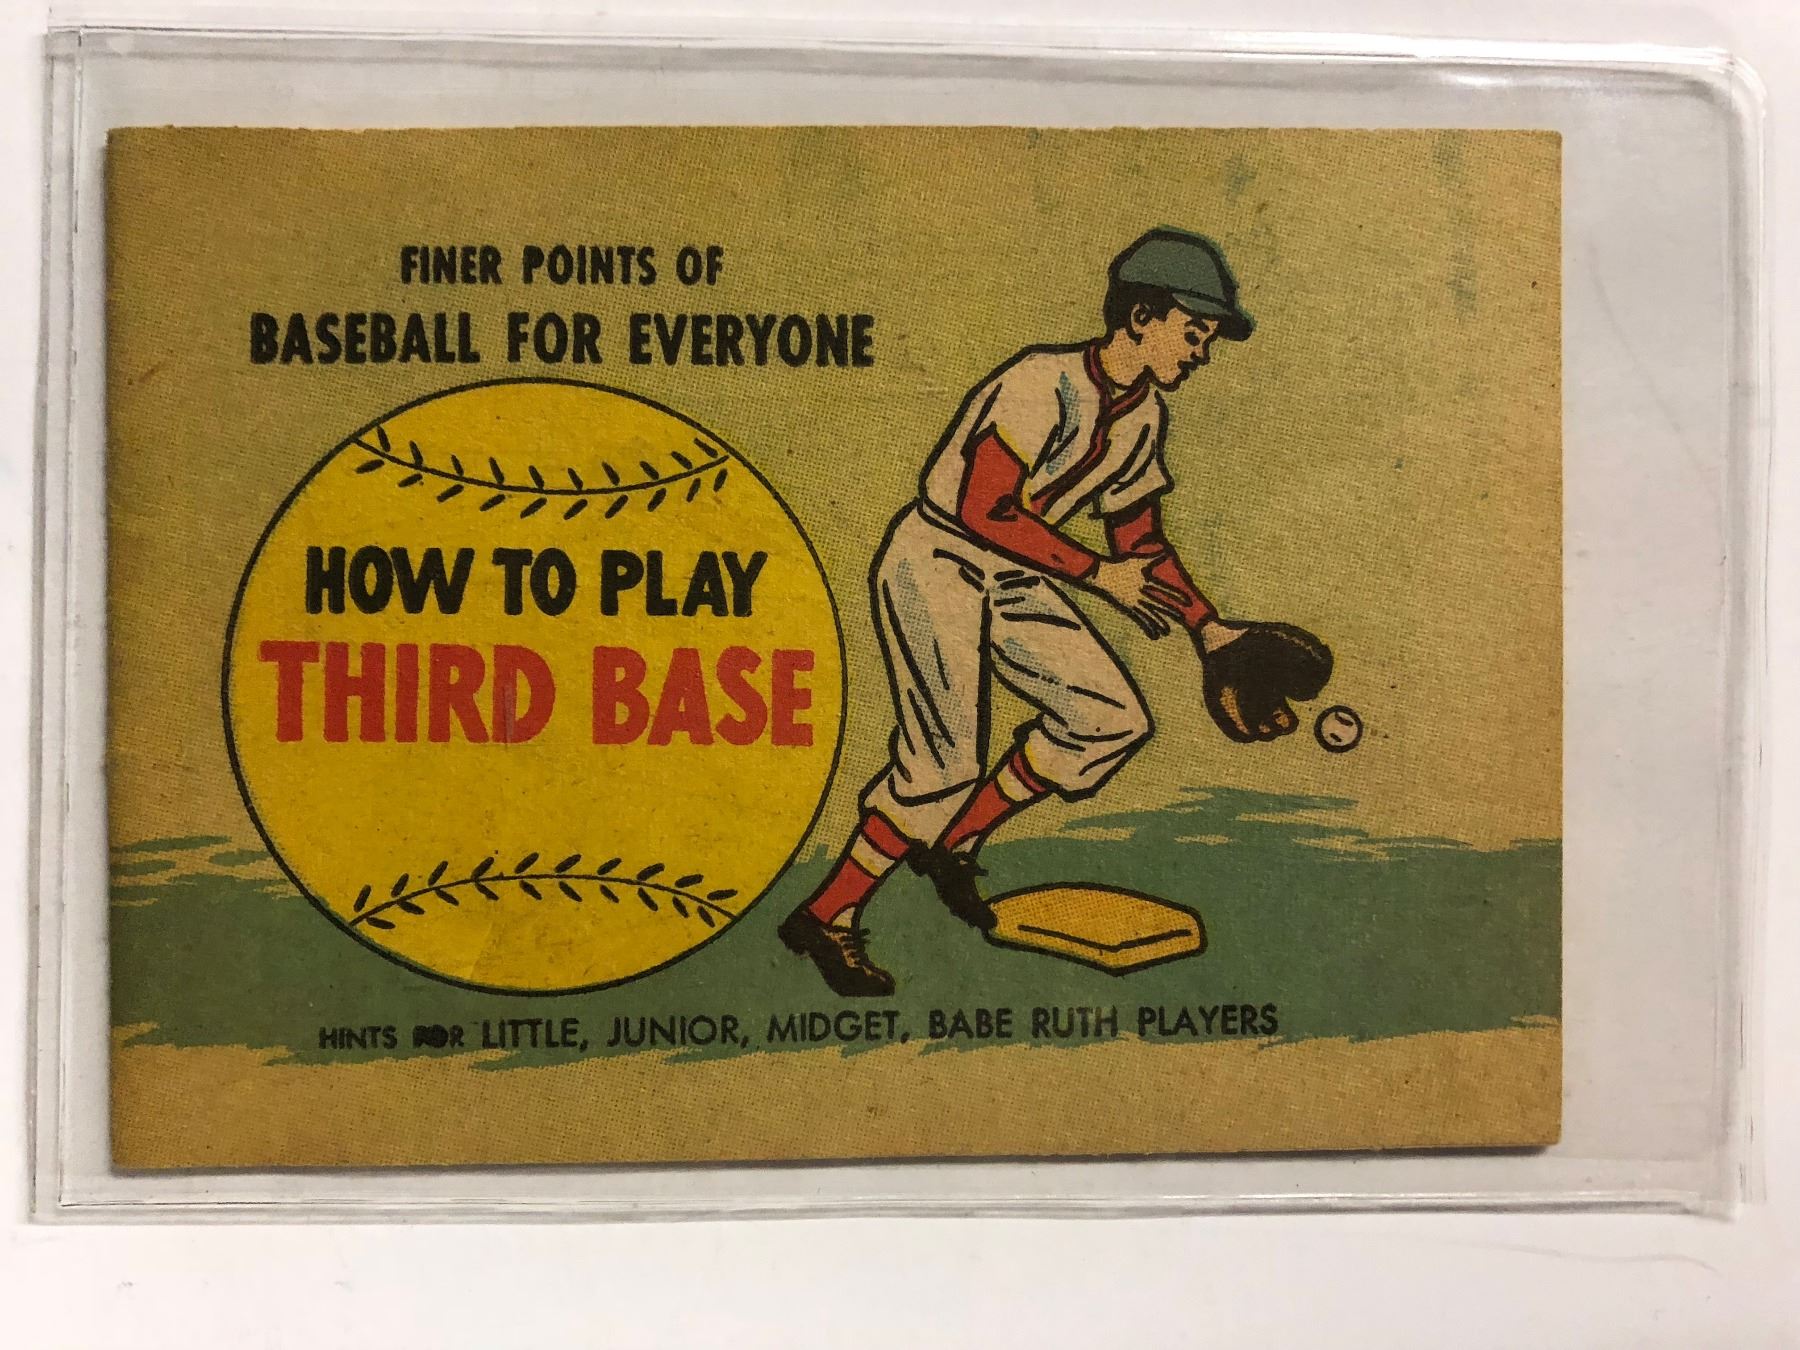 FINER POINTS OF
BASEBALL FOR EVERYONE
HOW TO PLAY
THIRD BASE
HINTS FOR LITTLE, JUNIOR, MIDGET, BABE RUTH PLAYERS